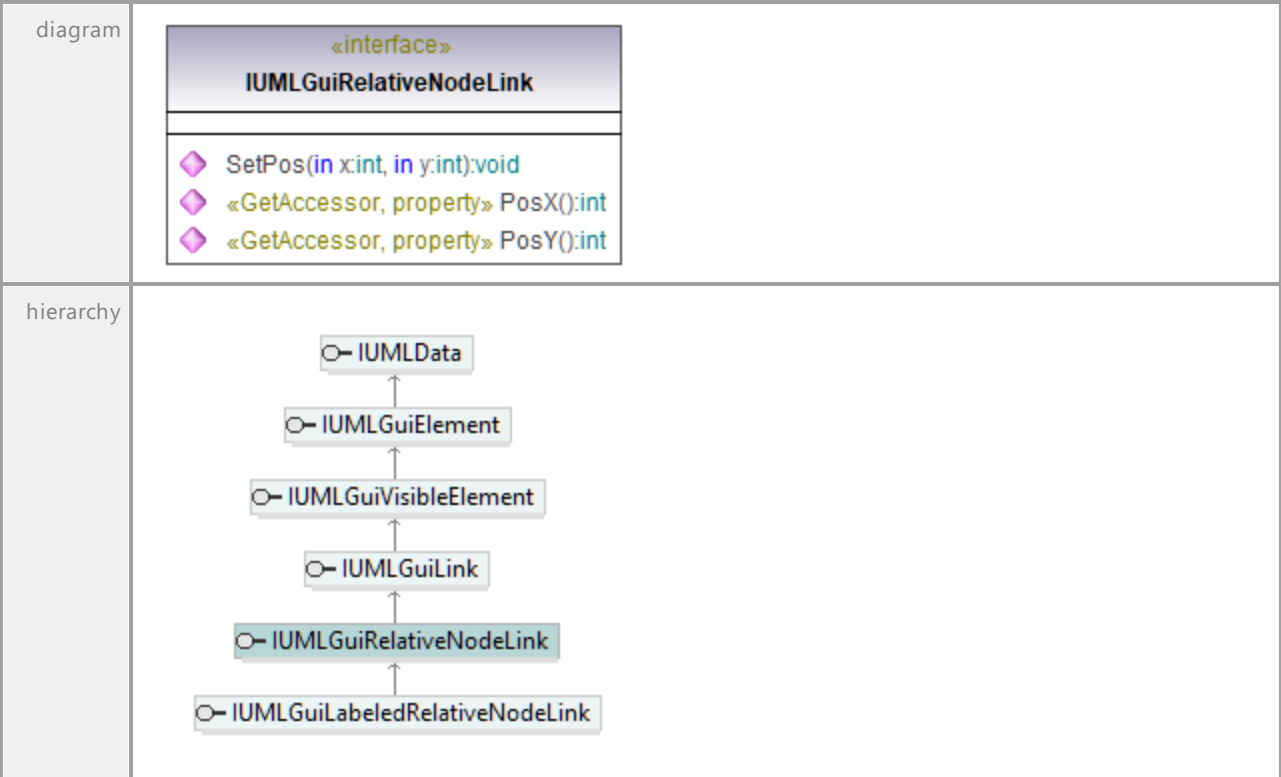 diagram
«interface»
IUMLGuiRelativeNodeLink
SetPos(in x:int, in y:int):void
«GetAccessor, property» PosX():int
«GetAccessor, property» PosY():int
hierarchy
IUMLData
IUMLGuiElement
IUMLGuiVisibleElement
IUMLGuiLink
IUMLGuiRelativeNodeLink
IUMLGuiLabeledRelativeNodeLink